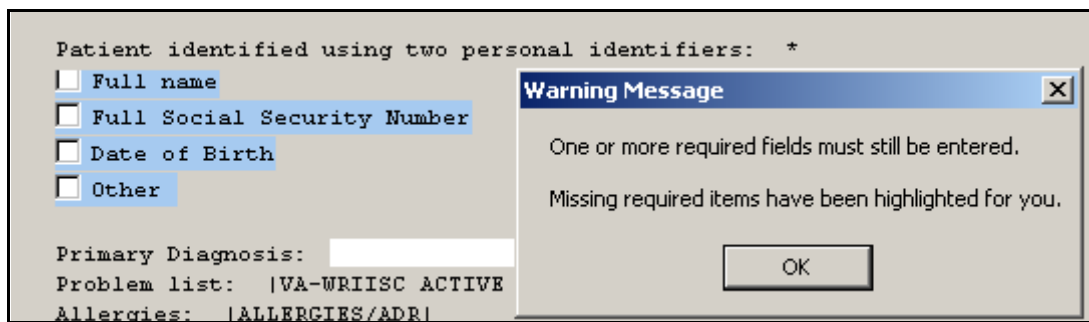 Patient identified using two personal identifiers: *
Full name
Full Social Security Number
Date of Birth
Other
Primary Diagnosis:
Problem list: |VA-WRIISC ACTIVE
Allergies: |ALLERGIES/ADR|
Warning Message
One or more required fields must still be entered.
Missing required items have been highlighted for you.
OK